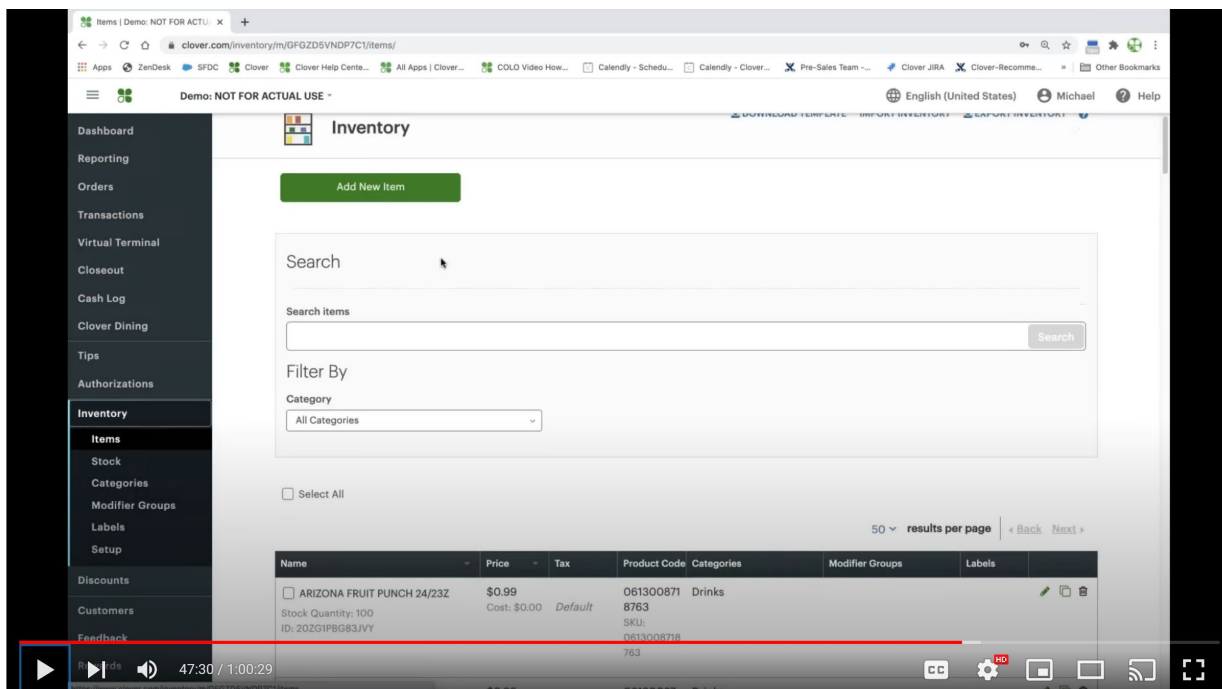 Items | Demo: NOT FOR ACTU
clover.com/inventory/m/GFGZD5VNDP7C1/items/
Apps ZenDesk SFDC Clover Clover Help Cente... All Apps | Clover... COLO Video How... Calendly - Schedu... Calendly - Clover... Pre-Sales Team -... Clover JIRA Clover-Recomme... » Other Bookmarks
Demo: NOT FOR ACTUAL USE English (United States) Michael Help
Dashboard
Reporting
Orders
Transactions
Virtual Terminal
Closeout
Cash Log
Clover Dining
Tips
Authorizations
Inventory
Items
Stock
Categories
Modifier Groups
Labels
Setup
Discounts
Customers
Feedback
Inventory
DOWNLOAD TEMPLATE IMPORT INVENTORY EXPORT INVENTORY
Add New Item
Search
Search items
Search
Filter By
Category
All Categories
Select All
50 results per page Back Next
Name Price Tax Product Code Categories Modifier Groups Labels
ARIZONA FRUIT PUNCH 24/23Z $0.99 061300871 Drinks
Stock Quantity: 100 Cost: $0.00 Default 8763
ID: 20ZG1PBG83JVY SKU:
0613008718
763
47:30 / 1:00:29 CC HD